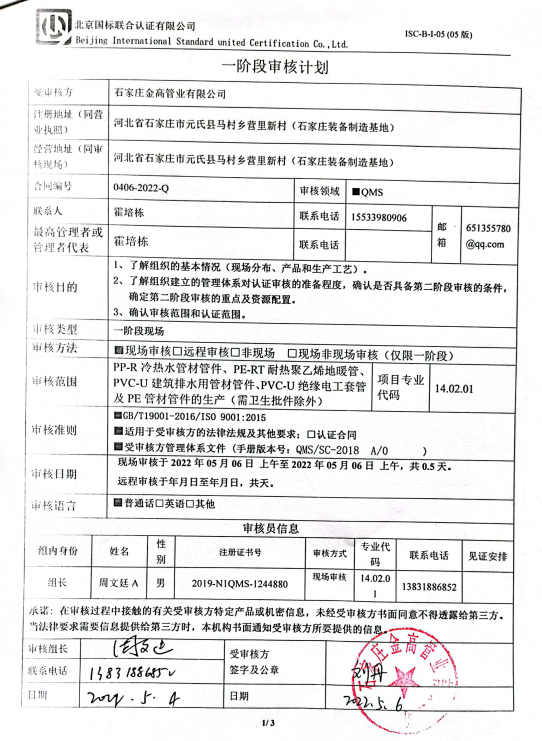 北京国标联合认证有限公司
Beijing International Standard united Certification Co.,Ltd.
ISC-B-I-05 (05 版)
一阶段审核计划
受审核方 石家庄金高管业有限公司
注册地址（同营业执照） 河北省石家庄市元氏县马村乡营里新村（石家庄装备制造基地）
经营地址（同审核现场） 河北省石家庄市元氏县马村乡营里新村（石家庄装备制造基地）
合同编号 0406-2022-Q 审核领域 ■QMS
联系人 霍培栋 联系电话 15533980906 邮箱 651355780@qq.com
最高管理者或管理者代表 霍培栋 联系电话
审核目的
1、了解组织的基本情况（现场分布、产品和生产工艺）。
2、了解组织建立的管理体系对认证审核的准备程度，确认是否具备第二阶段审核的条件，
确定第二阶段审核的重点及资源配置。
3、确认审核范围和认证范围。
审核类型 一阶段现场
审核方法 ■现场审核□远程审核□非现场 □现场非现场审核（仅限一阶段）
审核范围
PP-R 冷热水管材管件、PE-RT 耐热聚乙烯地暖管、
PVC-U 建筑排水用管材管件、PVC-U 绝缘电工套管
及 PE 管材管件的生产（需卫生批件除外）
项目专业代码 14.02.01
审核准则
■GB/T19001-2016/ISO 9001:2015
■适用于受审核方的法律法规及其他要求；□认证合同
■受审核方管理体系文件（手册版本号：QMS/SC-2018 A/0 ）
审核日期
现场审核于 2022 年 05 月 06 日 上午至 2022 年 05 月 06 日 上午，共 0.5 天。
远程审核于年月日至年月日，共天。
审核语言 ■普通话□英语□其他
审核员信息
组内身份 姓名 性别 注册证书号 审核方式 专业代码 联系电话 见证安排
组长 周文廷 A 男 2019-N1QMS-1244880 现场审核 14.02.01 13831886852
承诺：在审核过程中接触的有关受审核方特定产品或机密信息，未经受审核方书面同意不得透露给第三方。
当法律要求需要信息提供给第三方时，本机构书面通知受审核方所要提供的信息。
审核组长 周文廷 受审核方
联系电话 13831886852 签字及公章
日期 日期 2022.5.6
石家庄金高管业
1/3